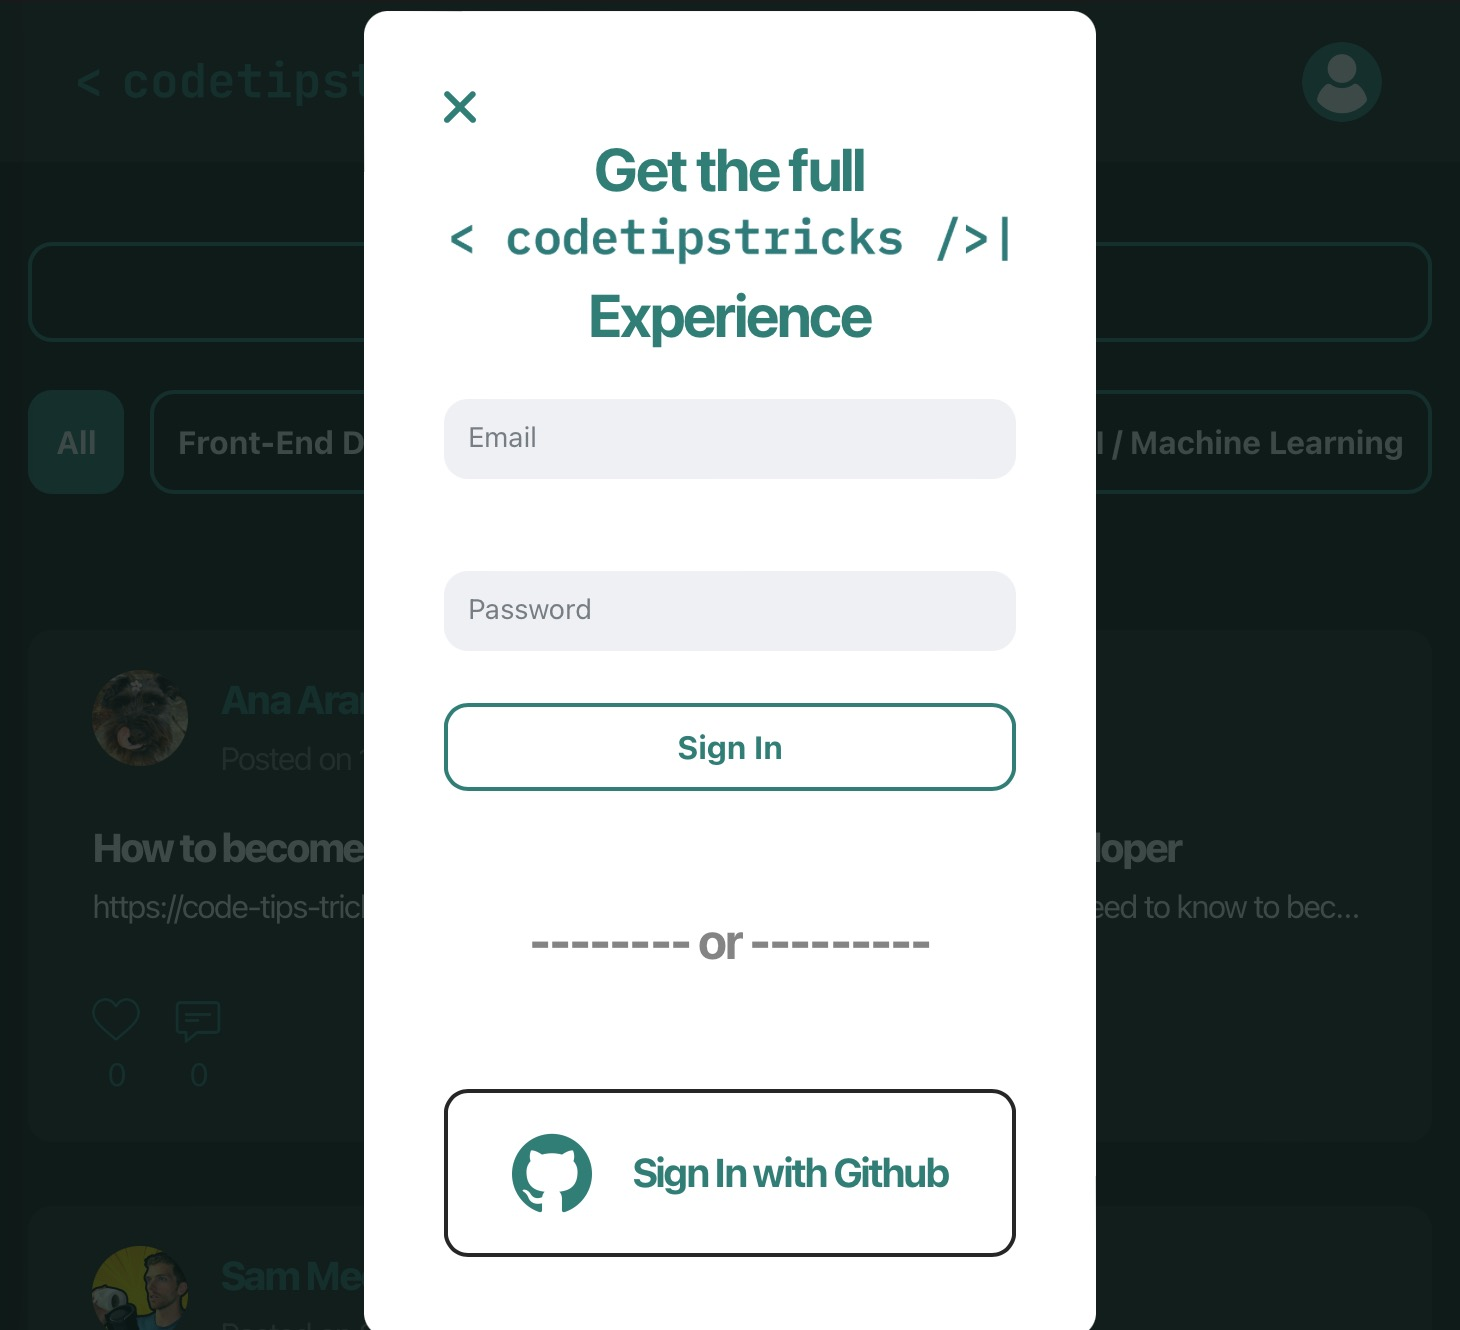 < codetipst
Get the full
< codetipstricks />|
Experience
All
Front-End D
I / Machine Learning
Email
Password
Sign In
Ana Arar
Posted on
How to become
loper
https://code-tips-trick
eed to know to bec...
-------- or ---------
0
0
Sign In with Github
Sam Me